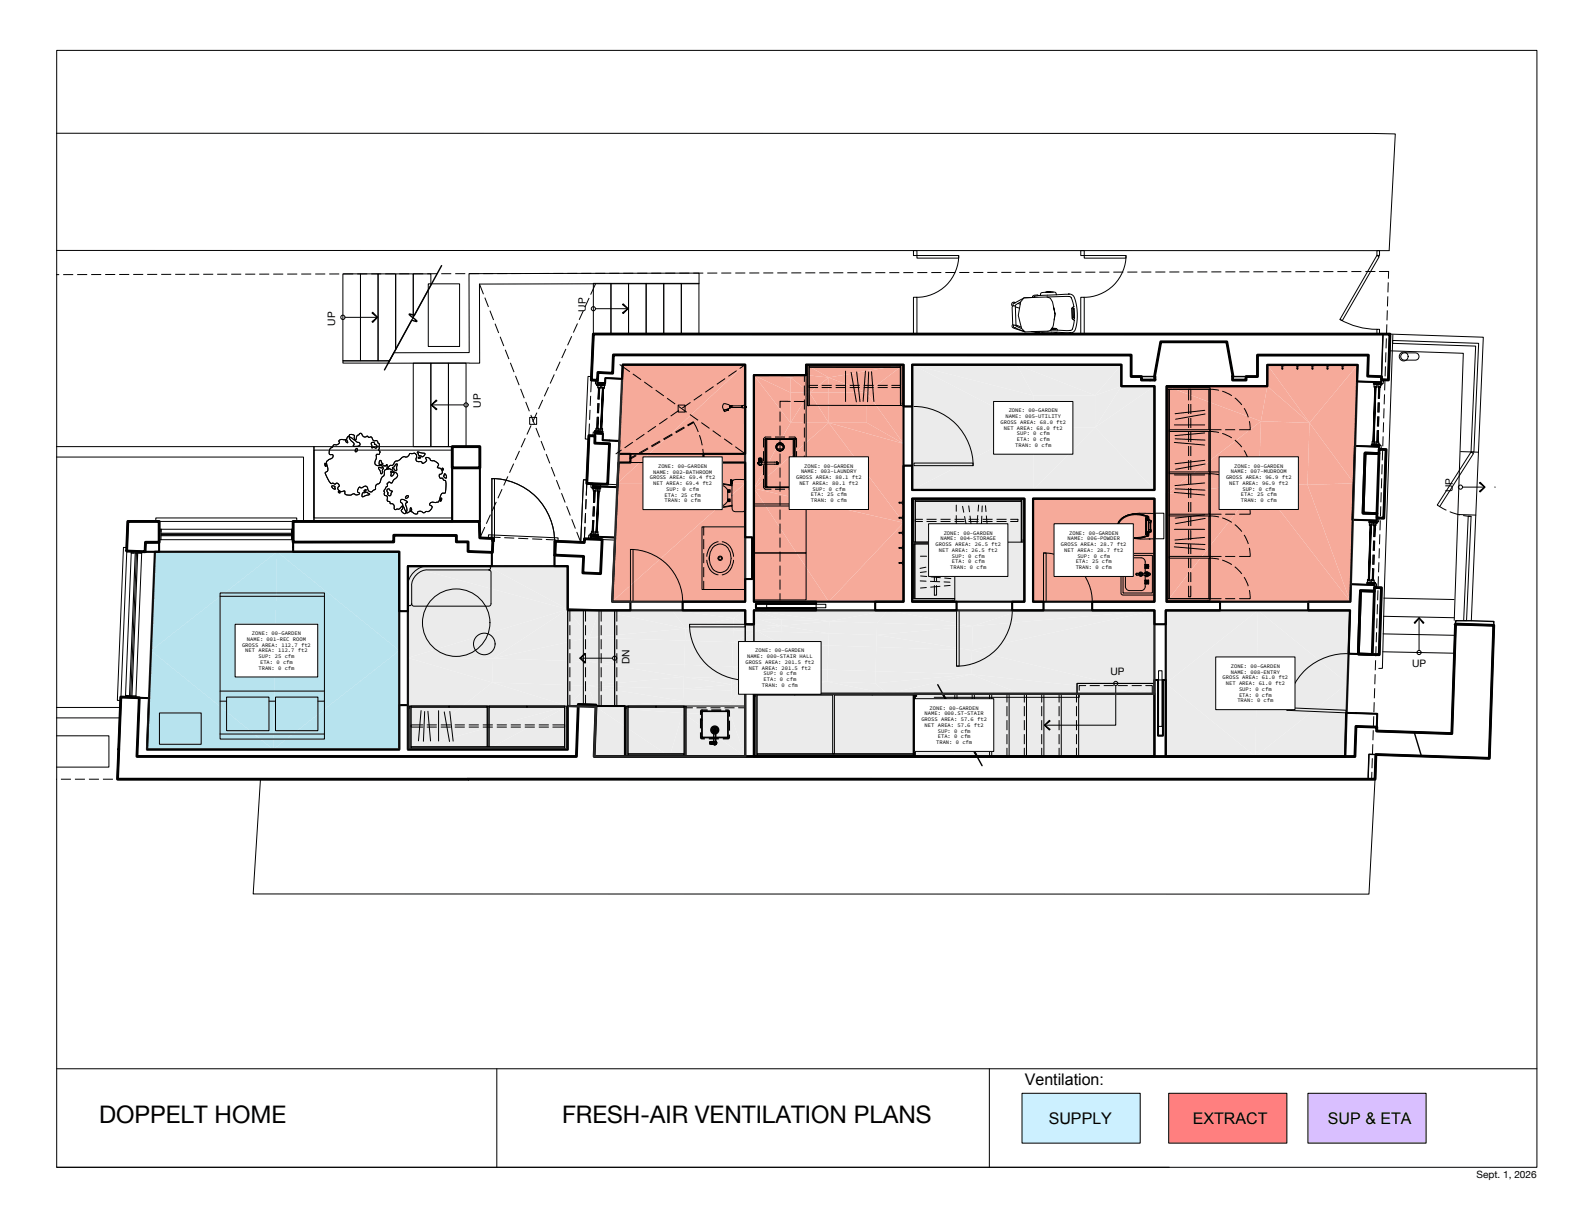 UP
UP
UP
ZONE: 00-GARDEN
NAME: 005-UTILITY
GROSS AREA: 68.0 ft2
NET AREA: 68.0 ft2
SUP: 0 cfm
ETA: 0 cfm
TRAN: 0 cfm
ZONE: 00-GARDEN
NAME: 002-BATHROOM
GROSS AREA: 69.4 ft2
NET AREA: 69.4 ft2
SUP: 0 cfm
ETA: 25 cfm
TRAN: 0 cfm
ZONE: 00-GARDEN
NAME: 003-LAUNDRY
GROSS AREA: 80.1 ft2
NET AREA: 80.1 ft2
SUP: 0 cfm
ETA: 25 cfm
TRAN: 0 cfm
ZONE: 00-GARDEN
NAME: 007-MUDROOM
GROSS AREA: 96.9 ft2
NET AREA: 96.9 ft2
SUP: 0 cfm
ETA: 25 cfm
TRAN: 0 cfm
UP
ZONE: 00-GARDEN
NAME: 004-STORAGE
GROSS AREA: 26.5 ft2
NET AREA: 26.5 ft2
SUP: 0 cfm
ETA: 0 cfm
TRAN: 0 cfm
ZONE: 00-GARDEN
NAME: 006-POWDER
GROSS AREA: 28.7 ft2
NET AREA: 28.7 ft2
SUP: 0 cfm
ETA: 25 cfm
TRAN: 0 cfm
ZONE: 00-GARDEN
NAME: 001-REC ROOM
GROSS AREA: 112.7 ft2
NET AREA: 112.7 ft2
SUP: 25 cfm
ETA: 0 cfm
TRAN: 0 cfm
DN
ZONE: 00-GARDEN
NAME: 000-STAIR HALL
GROSS AREA: 201.5 ft2
NET AREA: 201.5 ft2
SUP: 0 cfm
ETA: 0 cfm
TRAN: 0 cfm
UP
ZONE: 00-GARDEN
NAME: 008-ENTRY
GROSS AREA: 61.0 ft2
NET AREA: 61.0 ft2
SUP: 0 cfm
ETA: 0 cfm
TRAN: 0 cfm
UP
ZONE: 00-GARDEN
NAME: 000.ST-STAIR
GROSS AREA: 57.6 ft2
NET AREA: 57.6 ft2
SUP: 0 cfm
ETA: 0 cfm
TRAN: 0 cfm
DOPPELT HOME
FRESH-AIR VENTILATION PLANS
Ventilation:
SUPPLY
EXTRACT
SUP & ETA
Sept. 1, 2026